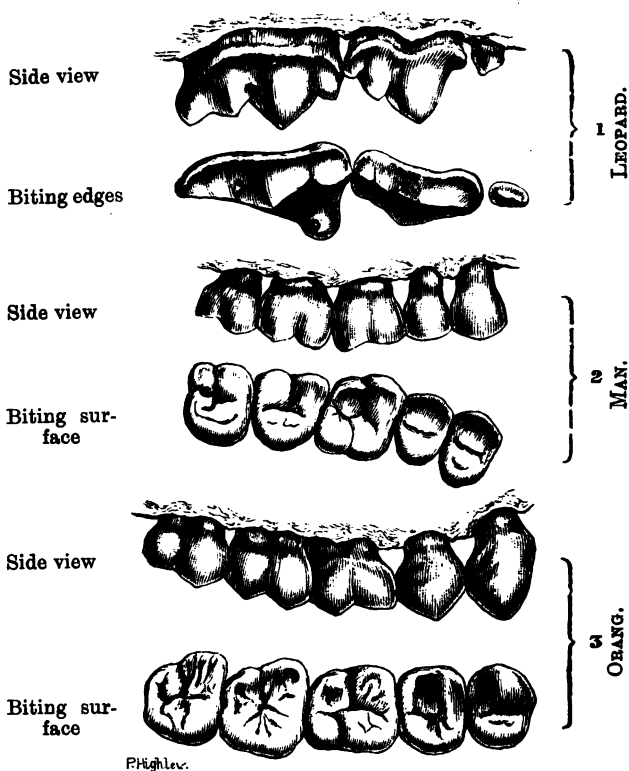 Side view
Biting edges
1
LEOPARD.
Side view
Biting sur-
face
2
MAN.
Side view
Biting sur-
face
3
ORANG.
P. Highley.